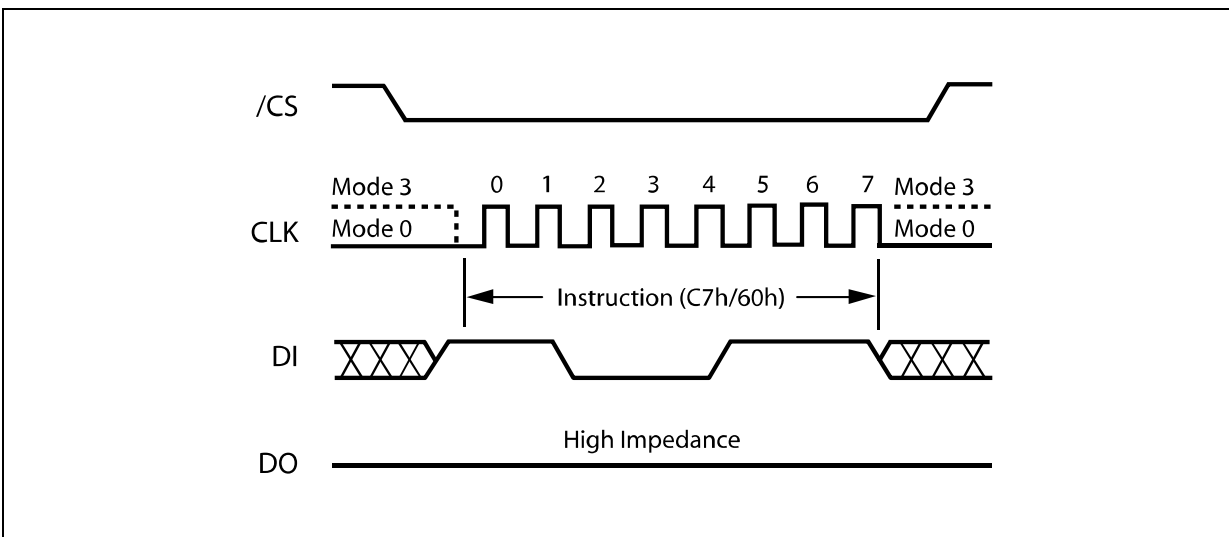 /CS
Mode 3 0 1 2 3 4 5 6 7 Mode 3
CLK Mode 0 Mode 0
Instruction (C7h/60h)
DI
High Impedance
DO